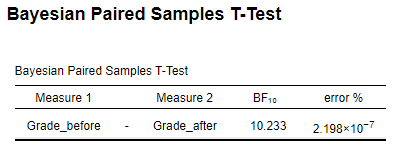 Bayesian Paired Samples T-Test
Bayesian Paired Samples T-Test
Measure 1 Measure 2 BF₁₀ error %
Grade_before - Grade_after 10.233 2.198×10⁻⁷